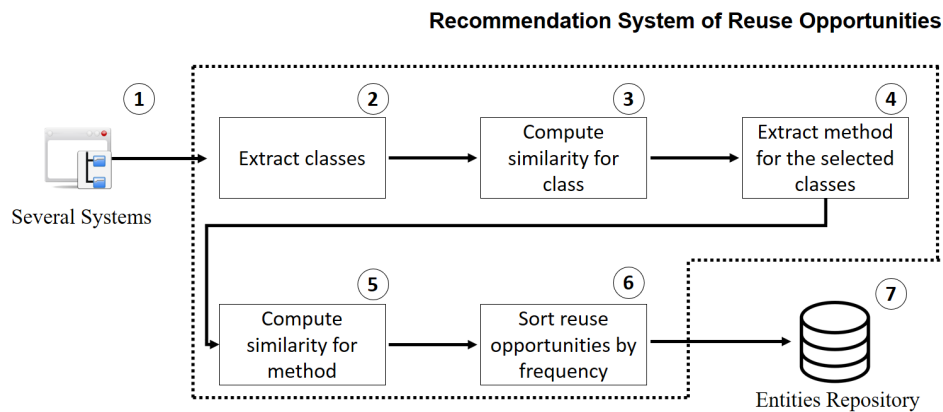 Recommendation System of Reuse Opportunities
1
2
3
4
Extract classes
Compute
similarity for
class
Extract method
for the selected
classes
Several Systems
5
6
7
Compute
similarity for
method
Sort reuse
opportunities by
frequency
Entities Repository